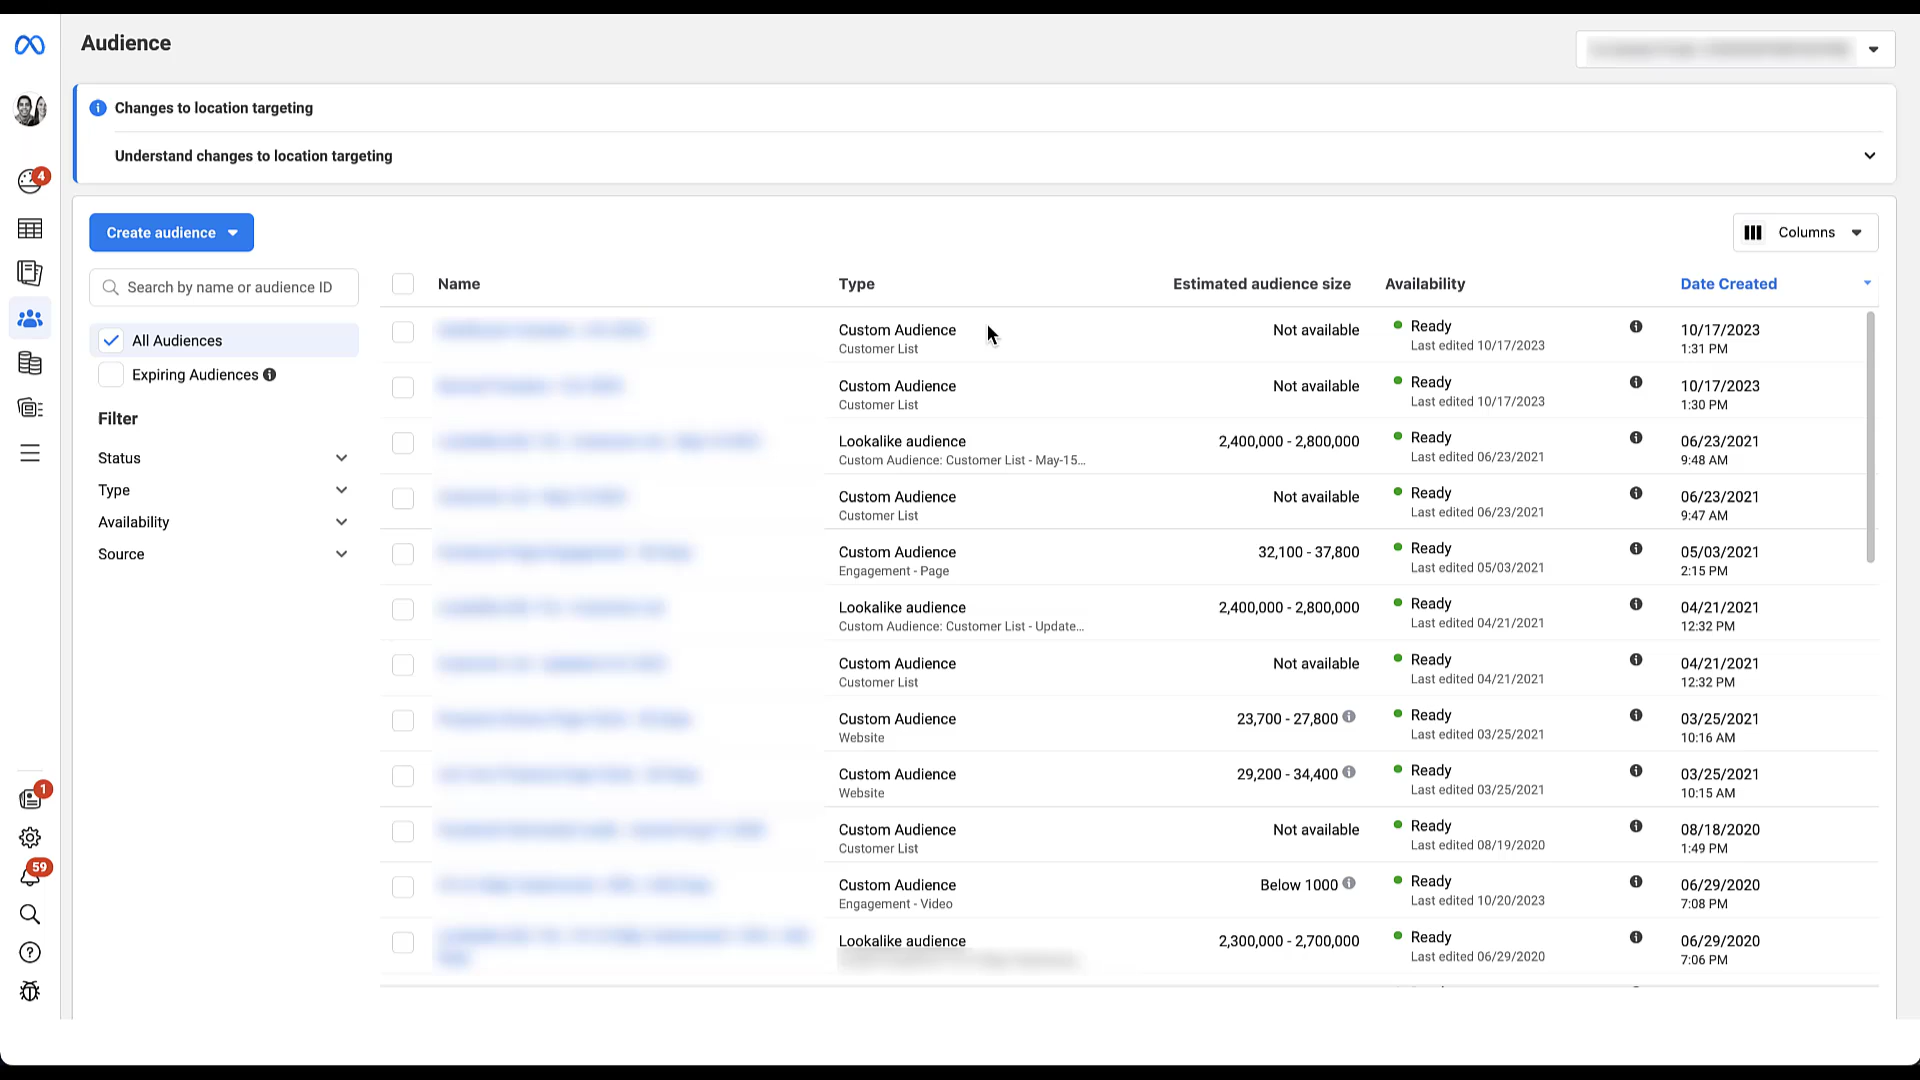 Audience
Changes to location targeting
Understand changes to location targeting
4
Create audience
Columns
Search by name or audience ID
Name
Type
Estimated audience size
Availability
Date Created
All Audiences
Expiring Audiences
Filter
Status
Type
Availability
Source
Custom Audience
Customer List
Not available
Ready
Last edited 10/17/2023
10/17/2023
1:31 PM
Custom Audience
Customer List
Not available
Ready
Last edited 10/17/2023
10/17/2023
1:30 PM
Lookalike audience
Custom Audience: Customer List - May-15...
2,400,000 - 2,800,000
Ready
Last edited 06/23/2021
06/23/2021
9:48 AM
Custom Audience
Customer List
Not available
Ready
Last edited 06/23/2021
06/23/2021
9:47 AM
Custom Audience
Engagement - Page
32,100 - 37,800
Ready
Last edited 05/03/2021
05/03/2021
2:15 PM
Lookalike audience
Custom Audience: Customer List - Update...
2,400,000 - 2,800,000
Ready
Last edited 04/21/2021
04/21/2021
12:32 PM
Custom Audience
Customer List
Not available
Ready
Last edited 04/21/2021
04/21/2021
12:32 PM
Custom Audience
Website
23,700 - 27,800
Ready
Last edited 03/25/2021
03/25/2021
10:16 AM
Custom Audience
Website
29,200 - 34,400
Ready
Last edited 03/25/2021
03/25/2021
10:15 AM
Custom Audience
Customer List
Not available
Ready
Last edited 08/19/2020
08/18/2020
1:49 PM
Custom Audience
Engagement - Video
Below 1000
Ready
Last edited 10/20/2023
06/29/2020
7:08 PM
Lookalike audience
2,300,000 - 2,700,000
Ready
Last edited 06/29/2020
06/29/2020
7:06 PM
1
59